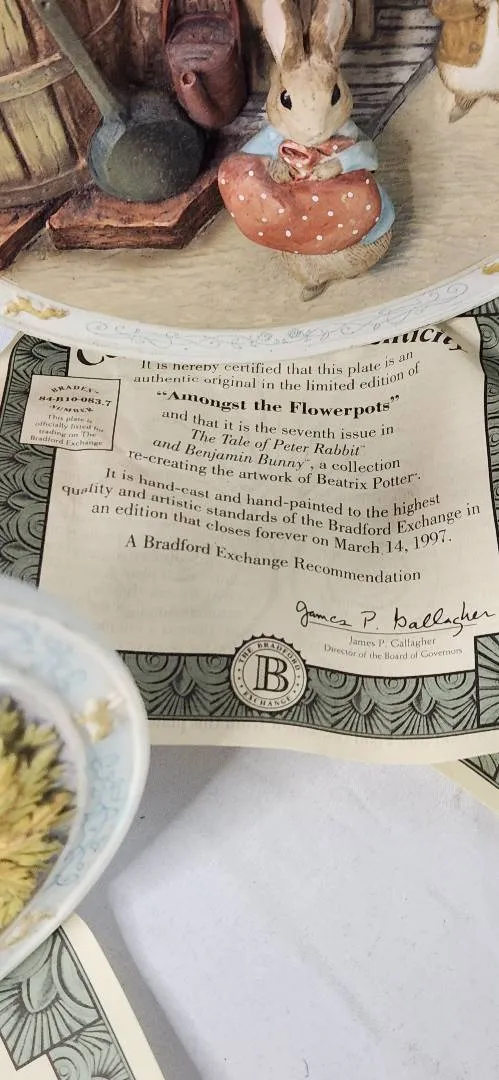 BRADEX
84-B10-083.7
NUMBER
This plate is
officially listed for
trading on The
Bradford Exchange
It is hereby certified that this plate is an
authentic original in the limited edition of
"Amongst the Flowerpots"
and that it is the seventh issue in
The Tale of Peter Rabbit™
and Benjamin Bunny™, a collection
re-creating the artwork of Beatrix Potter™.
It is hand-cast and hand-painted to the highest
quality and artistic standards of the Bradford Exchange in
an edition that closes forever on March 14, 1997.
A Bradford Exchange Recommendation
James P. Gallagher
James P. Gallagher
Director of the Board of Governors
THE BRADFORD
B
EXCHANGE